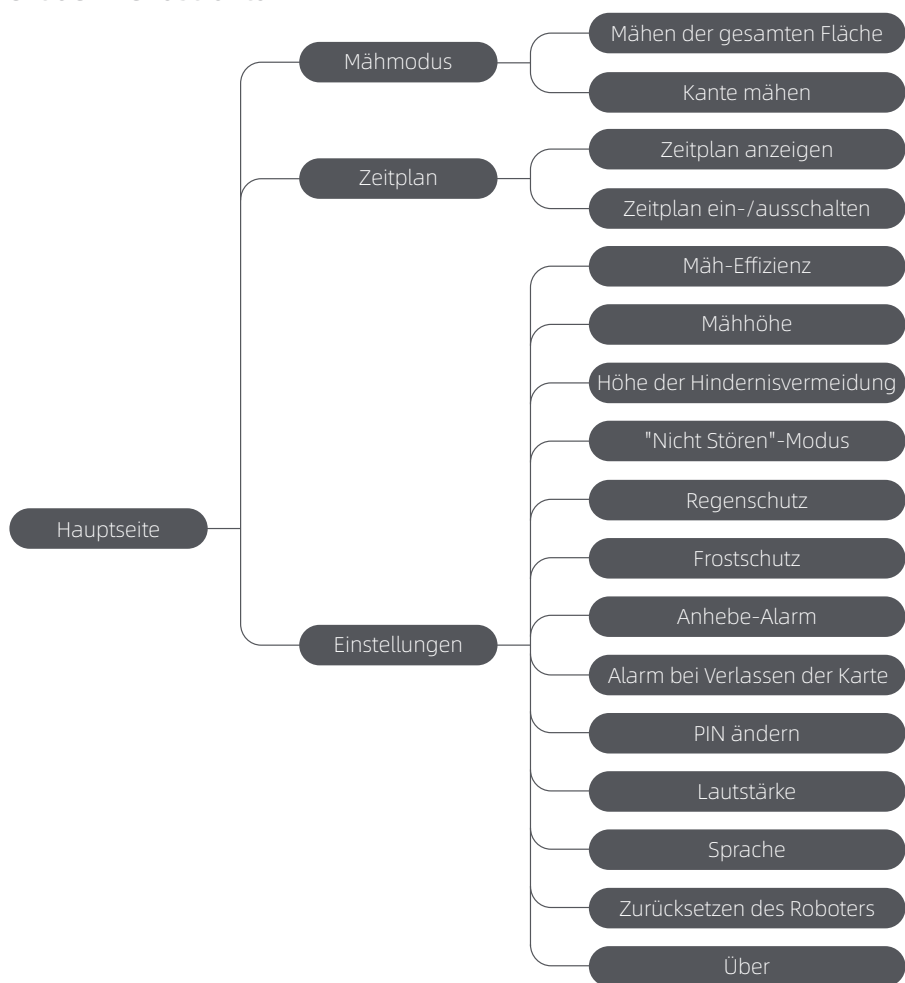 Mähmodus
Mähen der gesamten Fläche
Kante mähen
Zeitplan
Zeitplan anzeigen
Zeitplan ein-/ausschalten
Hauptseite
Einstellungen
Mäh-Effizienz
Mähhöhe
Höhe der Hindernisvermeidung
"Nicht Stören"-Modus
Regenschutz
Frostschutz
Anhebe-Alarm
Alarm bei Verlassen der Karte
PIN ändern
Lautstärke
Sprache
Zurücksetzen des Roboters
Über